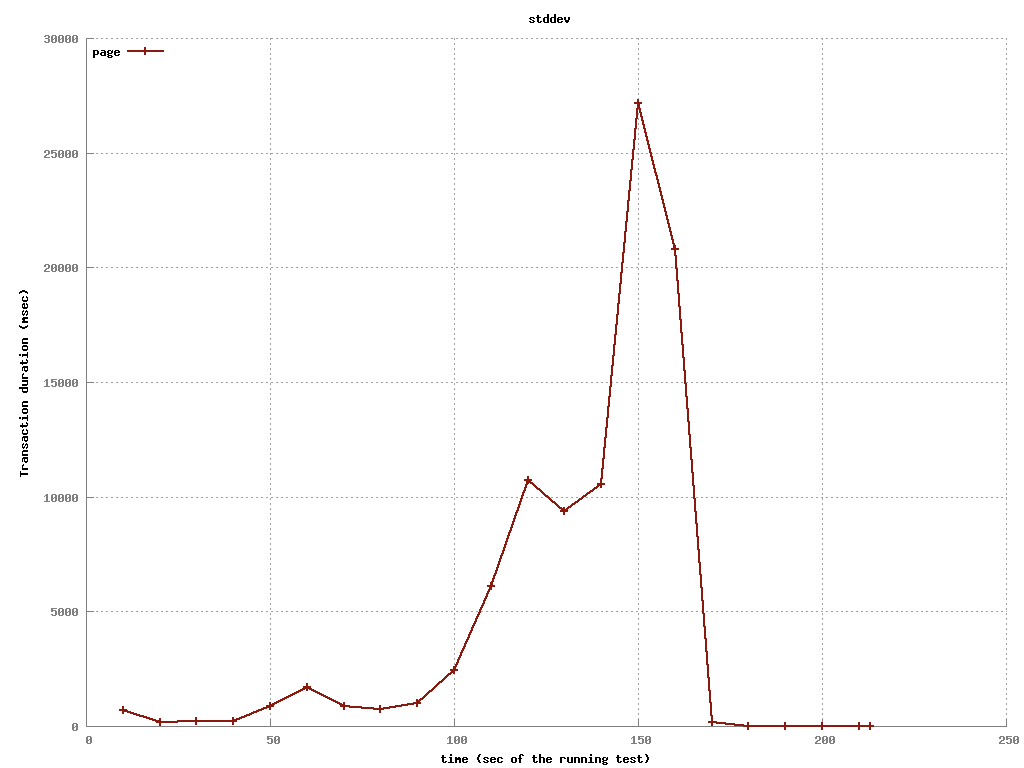 stddev
30000
page
25000
20000
15000
10000
5000
0
Transaction duration (msec)
0 50 100 150 200 250
time (sec of the running test)